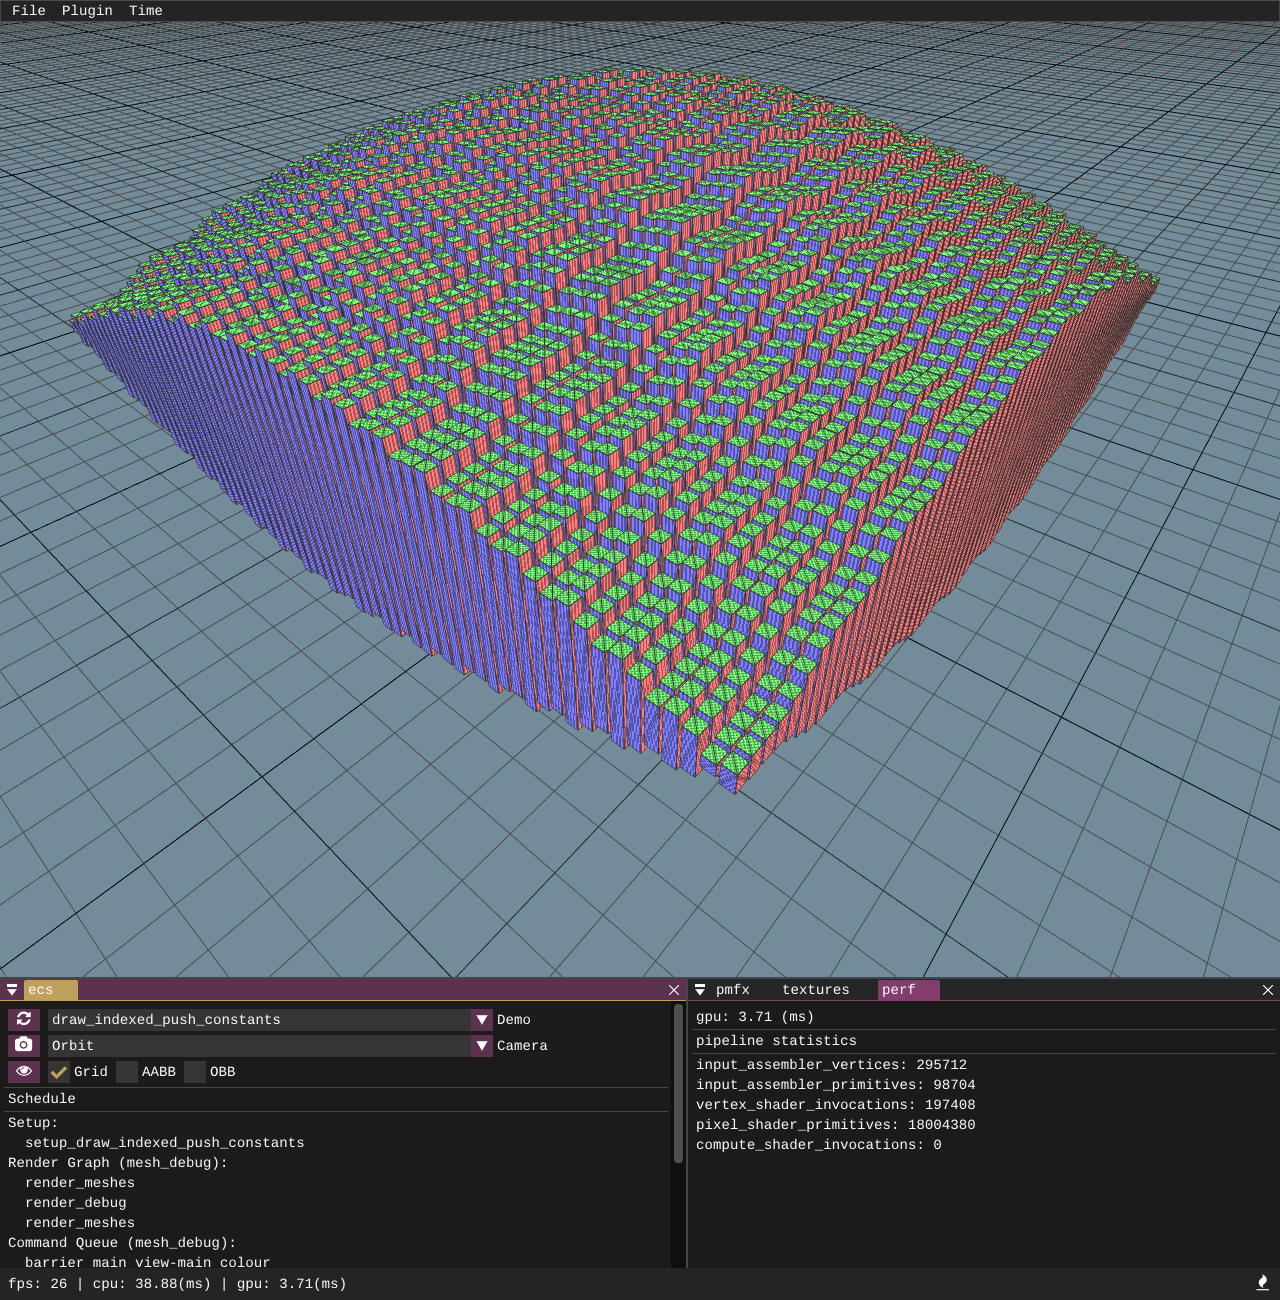 File Plugin Time
ecs
draw_indexed_push_constants Demo
Orbit Camera
Grid AABB OBB
Schedule
Setup:
setup_draw_indexed_push_constants
Render Graph (mesh_debug):
render_meshes
render_debug
render_meshes
Command Queue (mesh_debug):
barrier main view-main colour
pmfx textures perf
gpu: 3.71 (ms)
pipeline statistics
input_assembler_vertices: 295712
input_assembler_primitives: 98704
vertex_shader_invocations: 197408
pixel_shader_primitives: 18004380
compute_shader_invocations: 0
fps: 26 | cpu: 38.88(ms) | gpu: 3.71(ms)